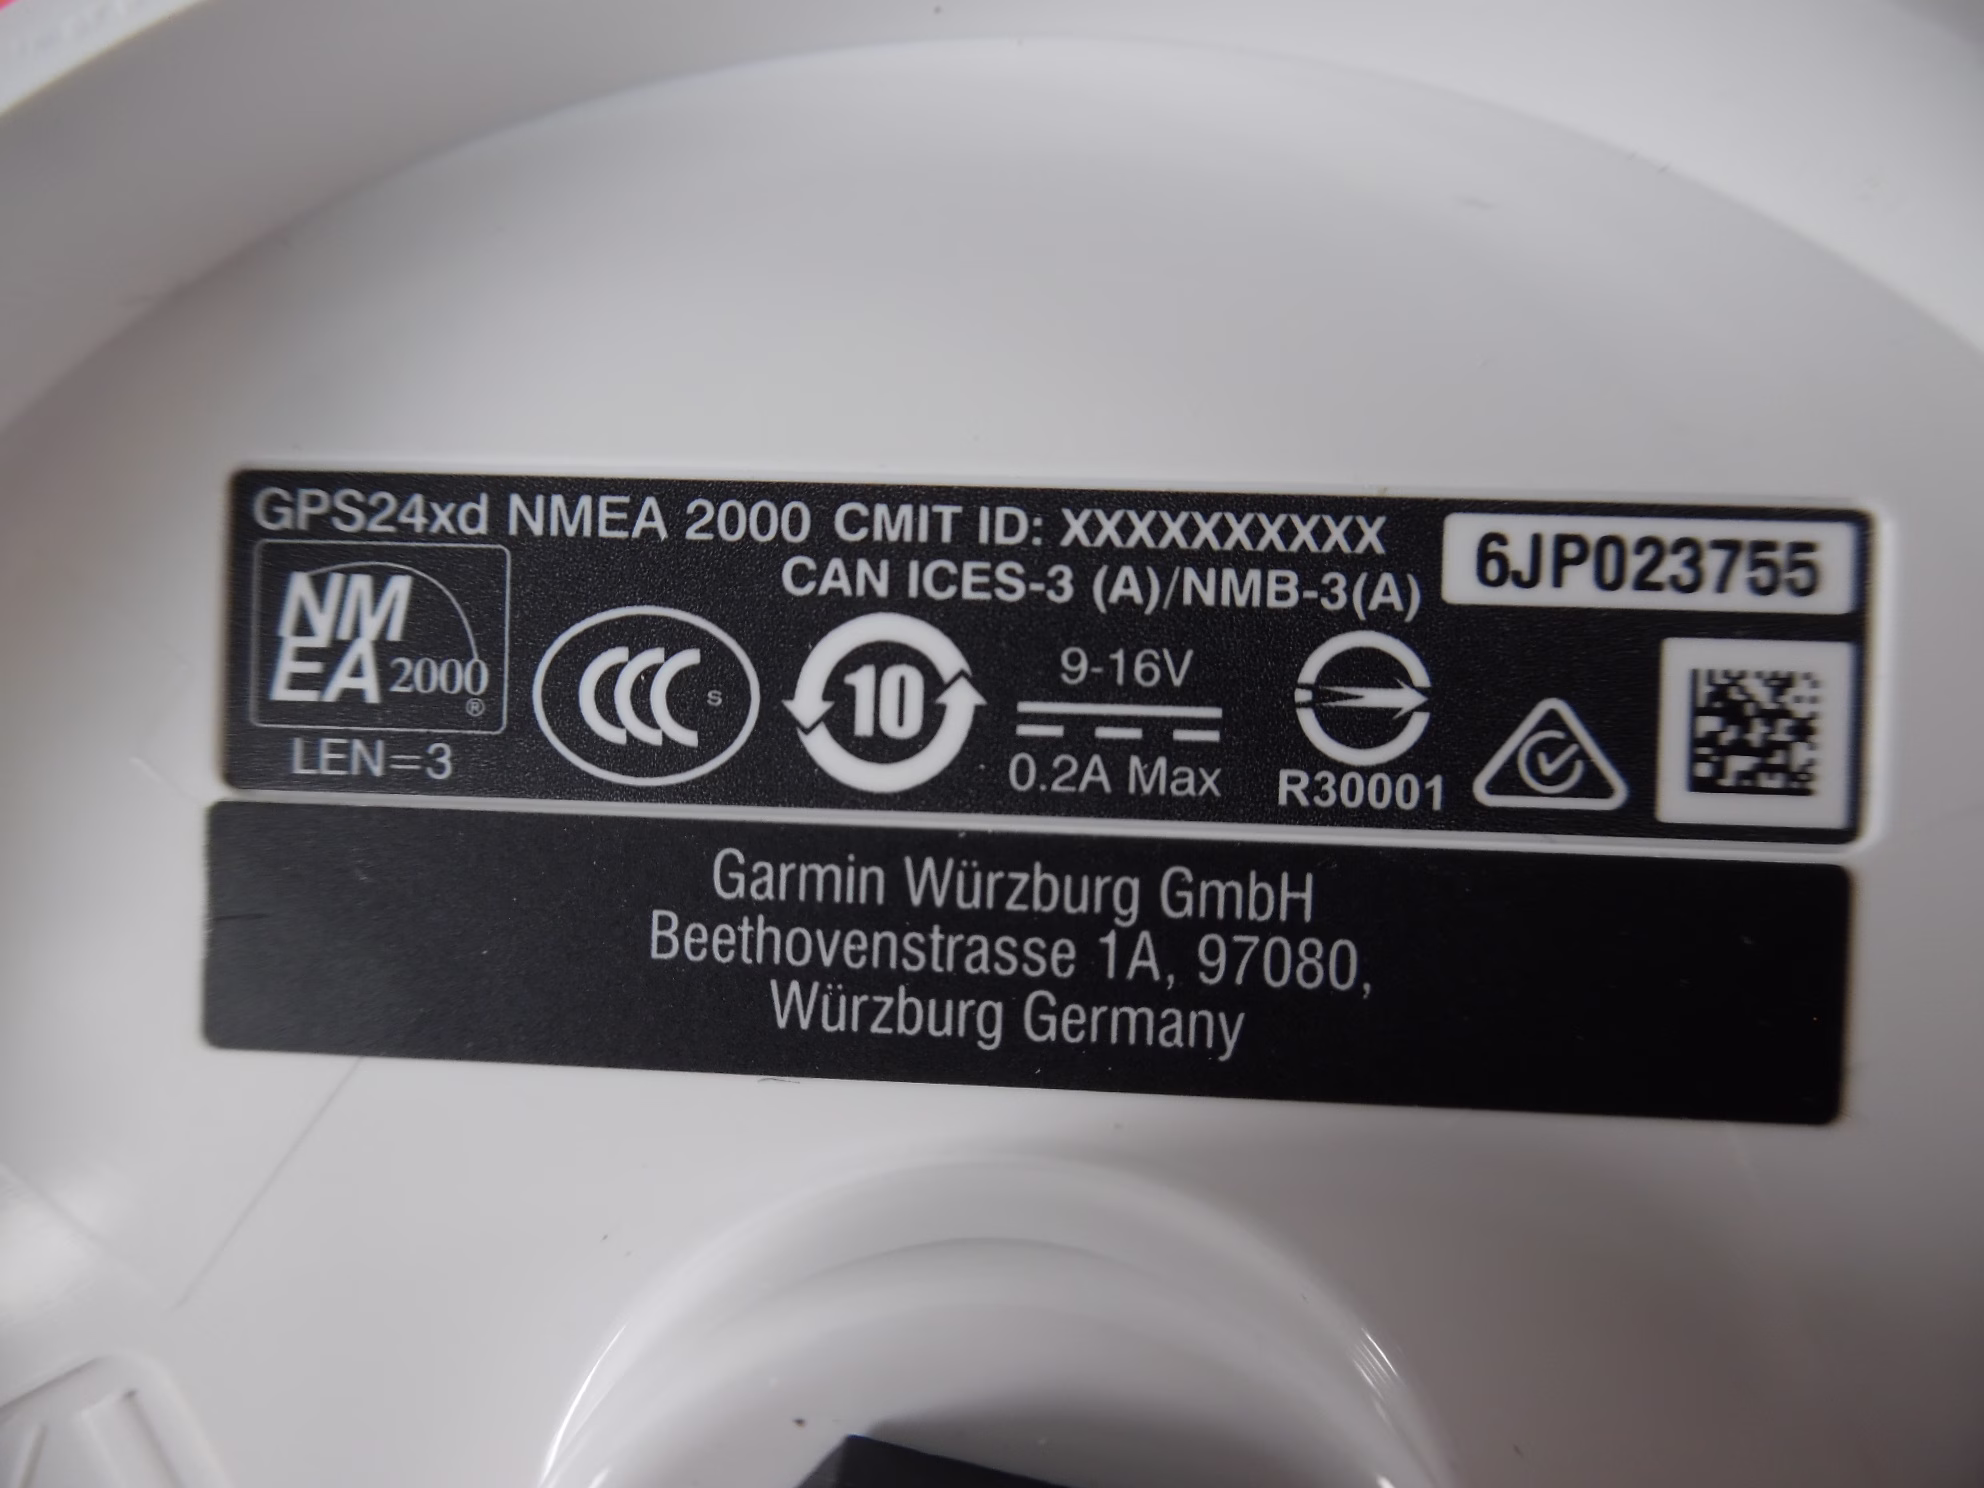 GPS24xd NMEA 2000 CMIT ID: XXXXXXXXXX
6JP023755
CAN ICES-3 (A)/NMB-3(A)
NM
EA 2000
®
LEN=3
CCC S
10
9-16V
0.2A Max
R30001
Garmin Würzburg GmbH
Beethovenstrasse 1A, 97080,
Würzburg Germany